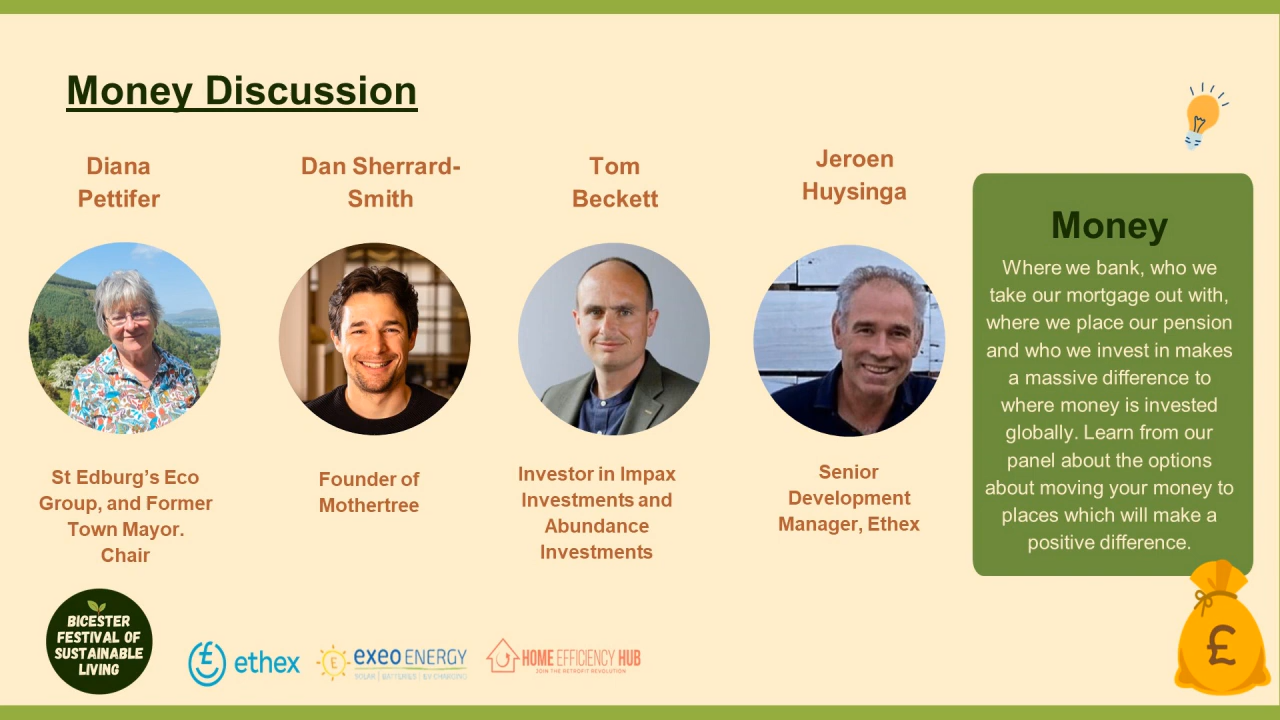 Money Discussion
Diana
Pettifer
Dan Sherrard-
Smith
Tom
Beckett
Jeroen
Huysinga
St Edburg’s Eco
Group, and Former
Town Mayor.
Chair
Founder of
Mothertree
Investor in Impax
Investments and
Abundance
Investments
Senior
Development
Manager, Ethex
Money
Where we bank, who we
take our mortgage out with,
where we place our pension
and who we invest in makes
a massive difference to
where money is invested
globally. Learn from our
panel about the options
about moving your money to
places which will make a
positive difference.
£
BICESTER
FESTIVAL OF
SUSTAINABLE
LIVING
£ ethex
£ exeo ENERGY
SOLAR | BATTERIES | EV CHARGING
HOME EFFICIENCY HUB
JOIN THE RETROFIT REVOLUTION